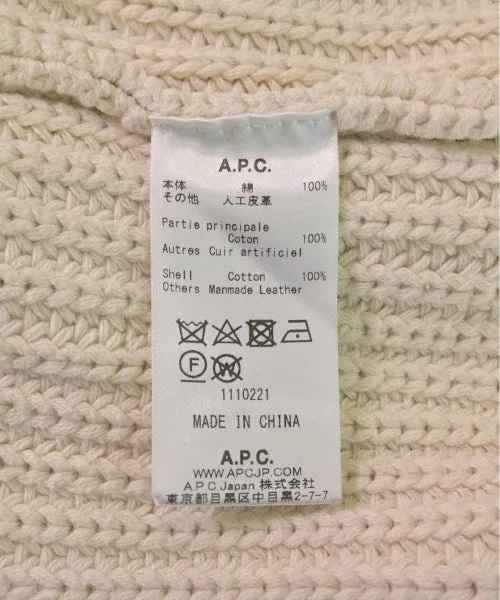 A.P.C.
本体 綿 100%
その他 人工皮革
Partie principale
Coton 100%
Autres Cuir artificiel
Shell Cotton 100%
Others Manmade Leather
F W
1110221
MADE IN CHINA
A.P.C.
WWW.APCJP.COM
A.P.C.Japan 株式会社
東京都目黒区中目黒2-7-7